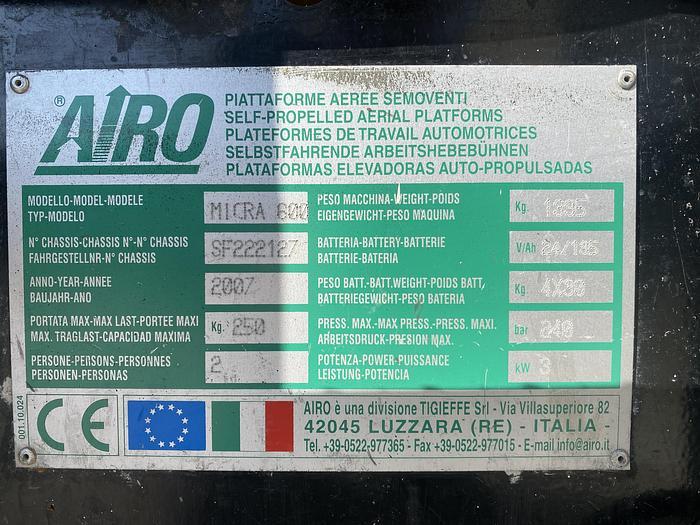 ® AIRO
PIATTAFORME AEREE SEMOVENTI
SELF-PROPELLED AERIAL PLATFORMS
PLATEFORMES DE TRAVAIL AUTOMOTRICES
SELBSTFAHRENDE ARBEITSHEBEBÜHNEN
PLATAFORMAS ELEVADORAS AUTO-PROPULSADAS
MODELLO-MODEL-MODELE
TYP-MODELO
MICRA 600
N° CHASSIS-CHASSIS N°-N° CHASSIS
FAHRGESTELLNR-N° CHASSIS
SF222127
ANNO-YEAR-ANNEE
BAUJAHR-ANO
2007
PORTATA MAX-MAX LAST-PORTEE MAXI
MAX. TRAGLAST-CAPACIDAD MAXIMA
Kg. 250
PERSONE-PERSONS-PERSONNES
PERSONEN-PERSONAS
2
PESO MACCHINA-WEIGHT-POIDS
EIGENGEWICHT-PESO MAQUINA
Kg.
BATTERIA-BATTERY-BATTERIE
BATTERIE-BATERIA
V/Ah
PESO BATT.-BATT.WEIGHT-POIDS BATT.
BATTERIEGEWICHT-PESO BATERIA
Kg.
PRESS. MAX.-MAX PRESS.-PRESS. MAXI.
ARBEITSDRUCK-PRESION MAX.
bar
POTENZA-POWER-PUISSANCE
LEISTUNG-POTENCIA
kW 3
001.10.024
CE
AIRO è una divisione TIGIEFFE Srl - Via Villasuperiore 82
42045 LUZZARA (RE) - ITALIA -
Tel. +39-0522-977365 - Fax +39-0522-977015 - E-mail info@airo.it